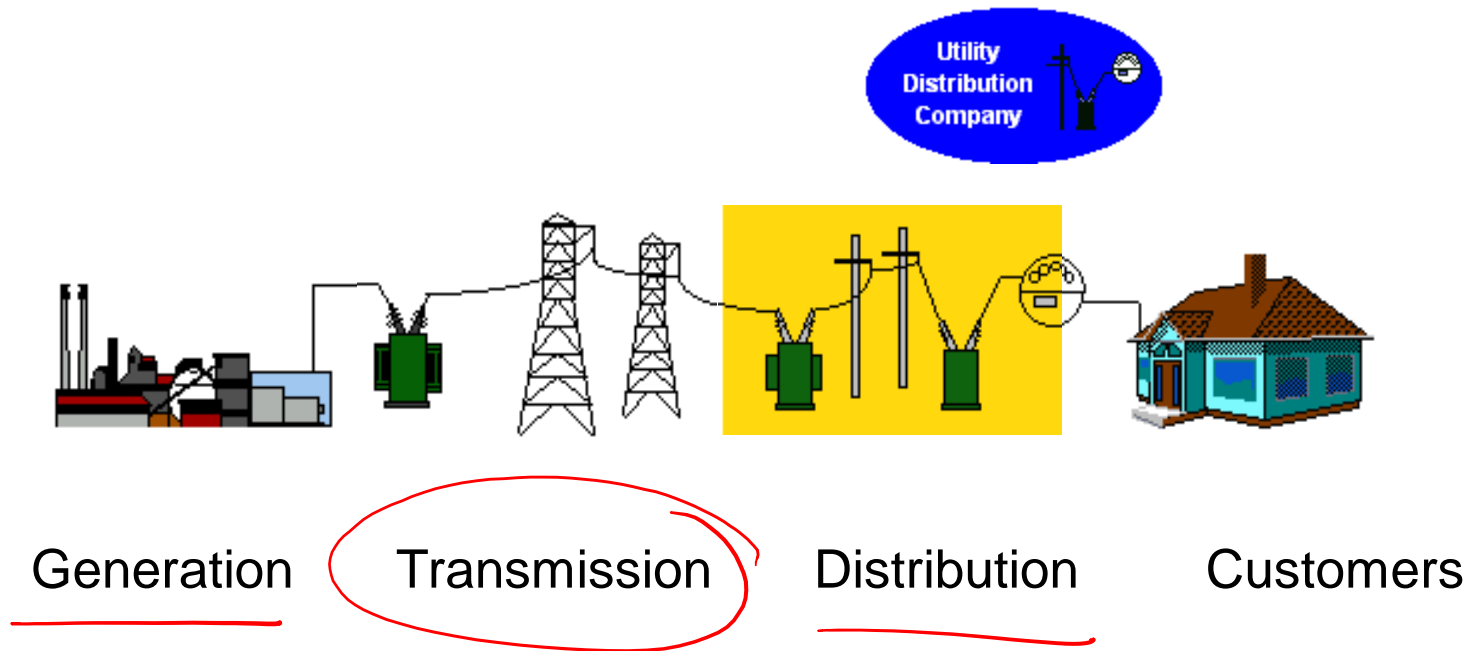 Utility
Distribution
Company
Generation Transmission Distribution Customers